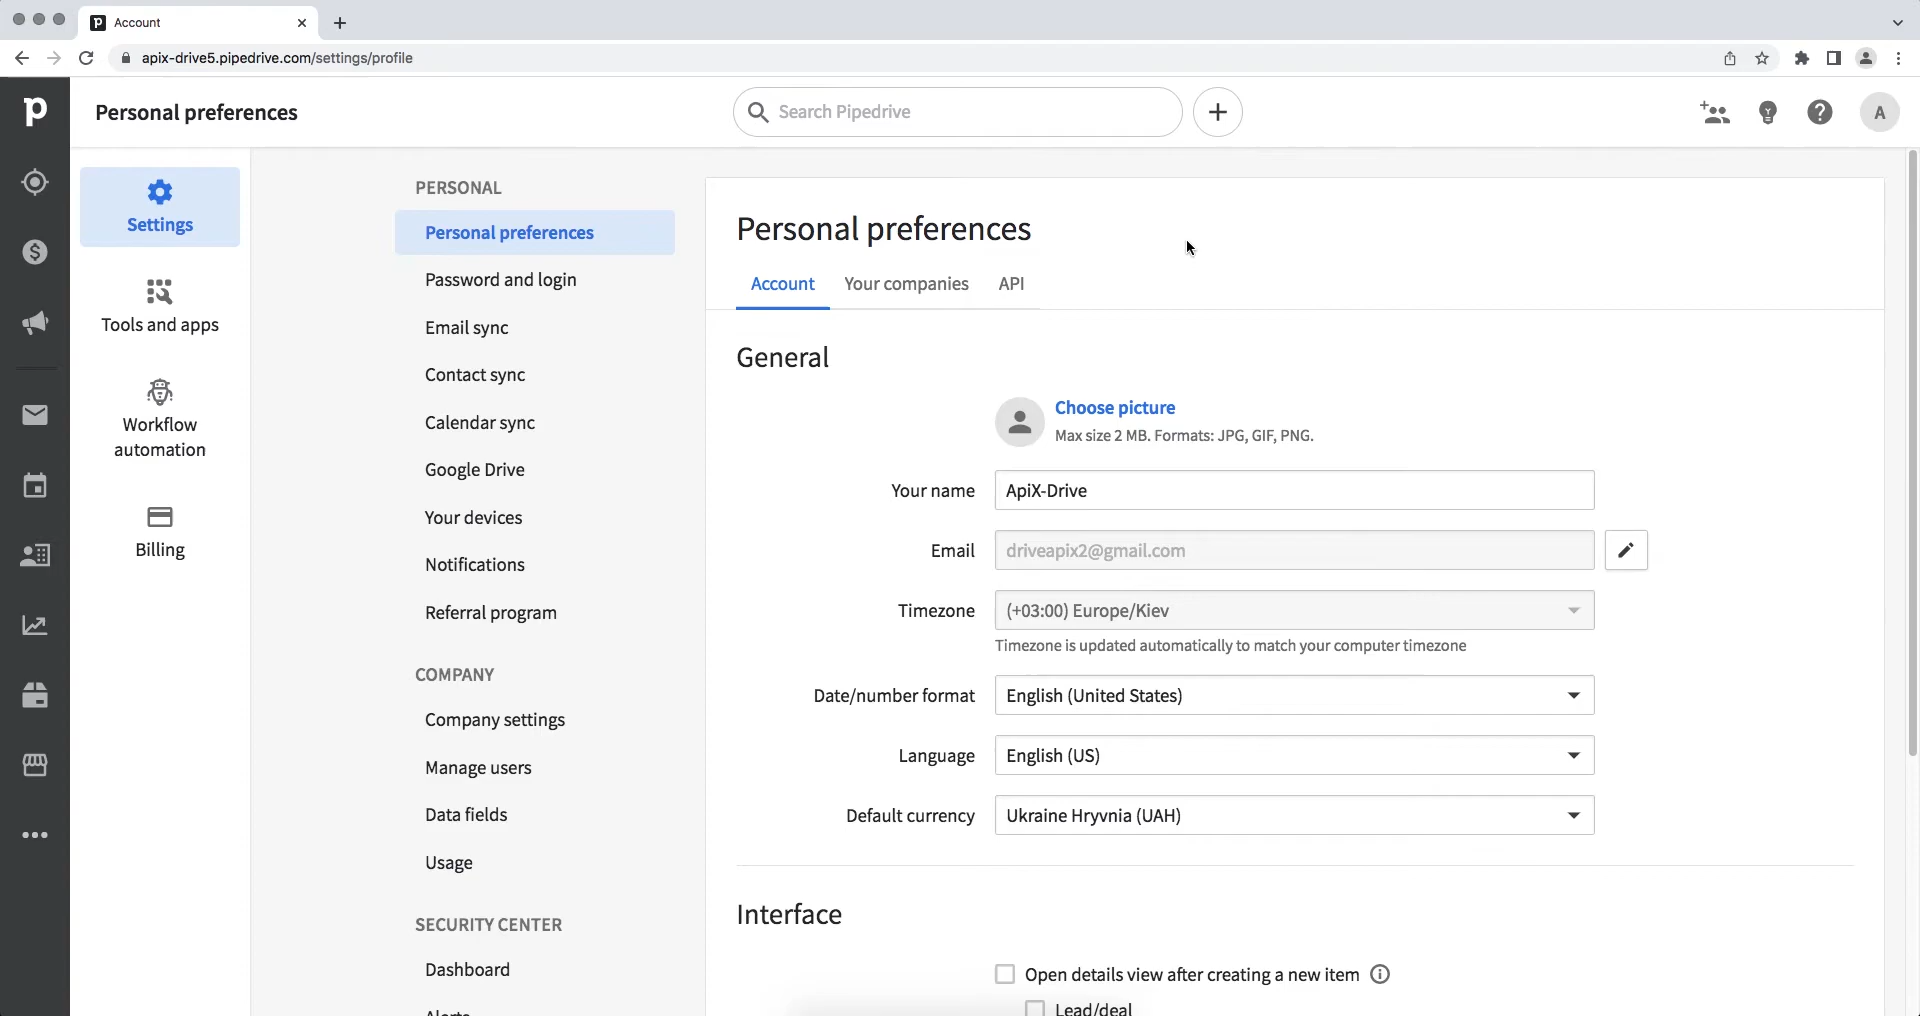 Account
apix-drive5.pipedrive.com/settings/profile
p
Personal preferences
Search Pipedrive
A
Settings
Tools and apps
Workflow
automation
Billing
PERSONAL
Personal preferences
Password and login
Email sync
Contact sync
Calendar sync
Google Drive
Your devices
Notifications
Referral program
COMPANY
Company settings
Manage users
Data fields
Usage
SECURITY CENTER
Dashboard
Alerts
Personal preferences
Account Your companies API
General
Choose picture
Max size 2 MB. Formats: JPG, GIF, PNG.
Your name ApiX-Drive
Email driveapix2@gmail.com
Timezone (+03:00) Europe/Kiev
Timezone is updated automatically to match your computer timezone
Date/number format English (United States)
Language English (US)
Default currency Ukraine Hryvnia (UAH)
Interface
Open details view after creating a new item
Lead/deal